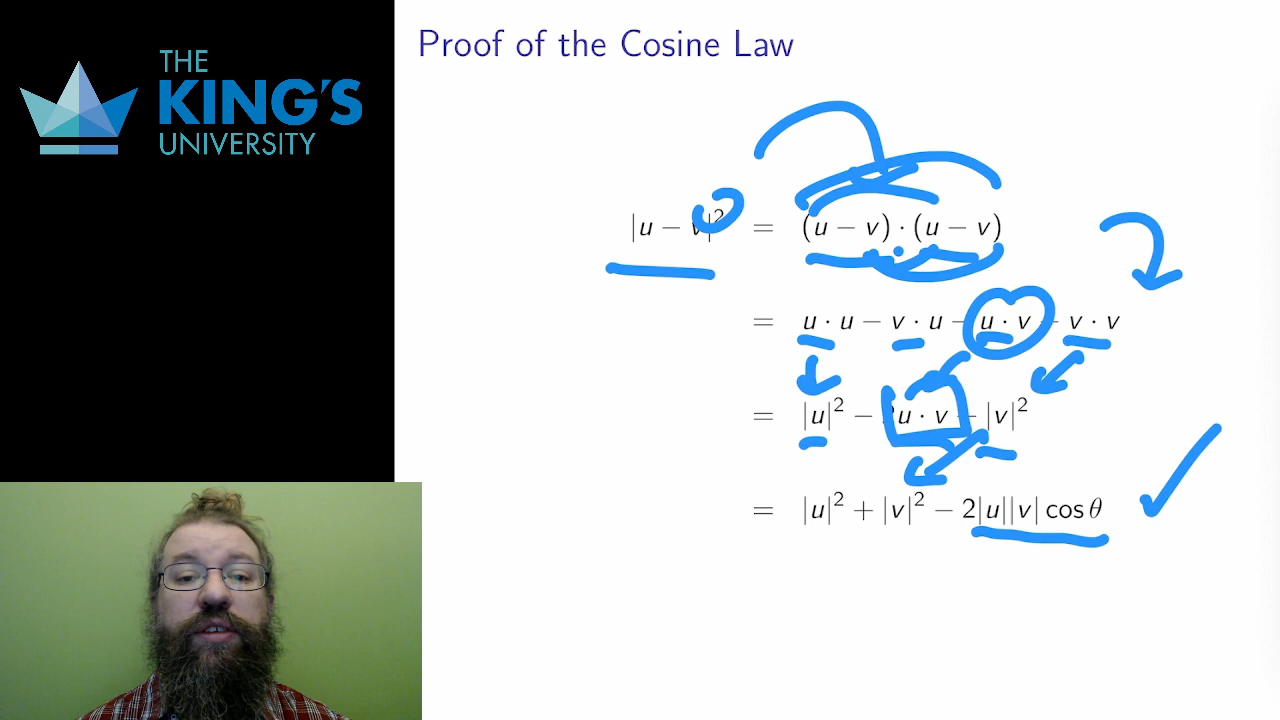 THE
KING'S
UNIVERSITY
Proof of the Cosine Law
|u − v|² = (u − v) · (u − v)
= u · u − v · u − u · v + v · v
= |u|² − 2u · v + |v|²
= |u|² + |v|² − 2|u||v| cos θ